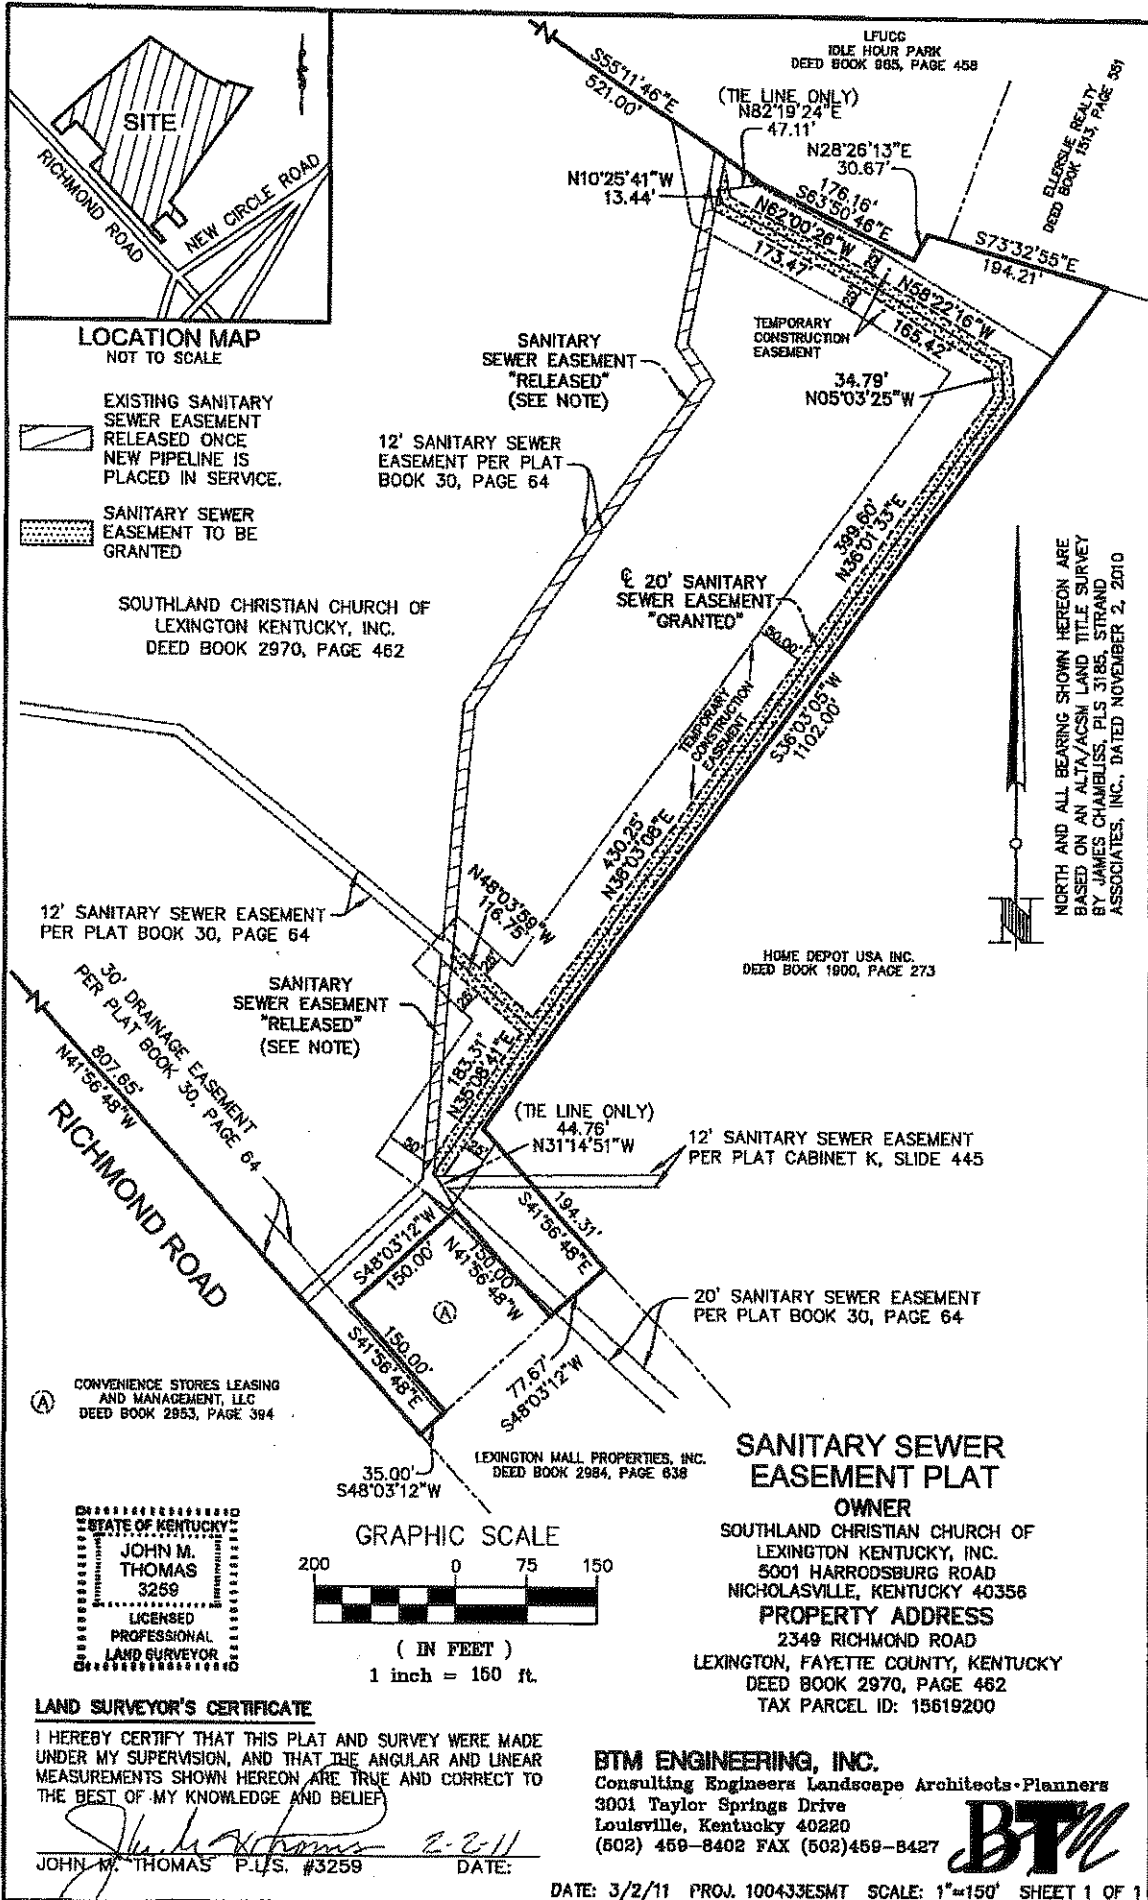 SITE
RICHMOND ROAD
NEW CIRCLE ROAD
LOCATION MAP
NOT TO SCALE
EXISTING SANITARY
SEWER EASEMENT
RELEASED ONCE
NEW PIPELINE IS
PLACED IN SERVICE.
SANITARY SEWER
EASEMENT TO BE
GRANTED
SOUTHLAND CHRISTIAN CHURCH OF
LEXINGTON KENTUCKY, INC.
DEED BOOK 2970, PAGE 462
LFUCG
IDLE HOUR PARK
DEED BOOK 985, PAGE 458
ELLERSLIE REALTY
DEED BOOK 1513, PAGE 551
S55°11'46"E
521.00'
(TIE LINE ONLY)
N82°19'24"E
47.11'
N28°26'13"E
30.67'
N10°25'41"W
13.44'
176.16'
S63°50'46"E
N62°00'26"W
173.47'
S73°32'55"E
194.21'
N58°22'16"W
165.42'
25'
TEMPORARY
CONSTRUCTION
EASEMENT
34.79'
N05°03'25"W
SANITARY
SEWER EASEMENT
"RELEASED"
(SEE NOTE)
12' SANITARY SEWER
EASEMENT PER PLAT
BOOK 30, PAGE 64
399.60'
N36°01'33"E
℄ 20' SANITARY
SEWER EASEMENT
"GRANTED"
50.00'
TEMPORARY
CONSTRUCTION
EASEMENT
S36°03'05"W
1102.00'
430.25'
N36°03'08"E
NORTH AND ALL BEARING SHOWN HEREON ARE
BASED ON AN ALTA/ACSM LAND TITLE SURVEY
BY JAMES CHAMBLISS, PLS 3185, STRAND
ASSOCIATES, INC., DATED NOVEMBER 2, 2010
N
N48°03'59"W
116.75'
25'
25'
12' SANITARY SEWER EASEMENT
PER PLAT BOOK 30, PAGE 64
HOME DEPOT USA INC.
DEED BOOK 1900, PAGE 273
SANITARY
SEWER EASEMENT
"RELEASED"
(SEE NOTE)
30' DRAINAGE EASEMENT
PER PLAT BOOK 30, PAGE 64
807.65'
N41°56'48"W
RICHMOND ROAD
183.31'
N35°08'41"E
50'
25'
(TIE LINE ONLY)
44.76'
N31°14'51"W
12' SANITARY SEWER EASEMENT
PER PLAT CABINET K, SLIDE 445
194.31'
S41°56'48"E
S48°03'12"W
150.00'
150.00'
N41°56'48"W
A
150.00'
S41°56'48"E
20' SANITARY SEWER EASEMENT
PER PLAT BOOK 30, PAGE 64
77.67'
S48°03'12"W
A
CONVENIENCE STORES LEASING
AND MANAGEMENT, LLC
DEED BOOK 2953, PAGE 394
35.00'
S48°03'12"W
LEXINGTON MALL PROPERTIES, INC.
DEED BOOK 2984, PAGE 638
SANITARY SEWER
EASEMENT PLAT
OWNER
SOUTHLAND CHRISTIAN CHURCH OF
LEXINGTON KENTUCKY, INC.
5001 HARRODSBURG ROAD
NICHOLASVILLE, KENTUCKY 40356
PROPERTY ADDRESS
2349 RICHMOND ROAD
LEXINGTON, FAYETTE COUNTY, KENTUCKY
DEED BOOK 2970, PAGE 462
TAX PARCEL ID: 15619200
STATE OF KENTUCKY
JOHN M.
THOMAS
3259
LICENSED
PROFESSIONAL
LAND SURVEYOR
GRAPHIC SCALE
200 0 75 150
( IN FEET )
1 inch = 150 ft.
LAND SURVEYOR'S CERTIFICATE
I HEREBY CERTIFY THAT THIS PLAT AND SURVEY WERE MADE
UNDER MY SUPERVISION, AND THAT THE ANGULAR AND LINEAR
MEASUREMENTS SHOWN HEREON ARE TRUE AND CORRECT TO
THE BEST OF MY KNOWLEDGE AND BELIEF
2-2-11
JOHN M. THOMAS P.L.S. #3259 DATE:
BTM ENGINEERING, INC.
Consulting Engineers Landscape Architects-Planners
3001 Taylor Springs Drive
Louisville, Kentucky 40220
(502) 459-8402 FAX (502)459-8427
BTM
DATE: 3/2/11 PROJ. 100433ESMT SCALE: 1"=150' SHEET 1 OF 1